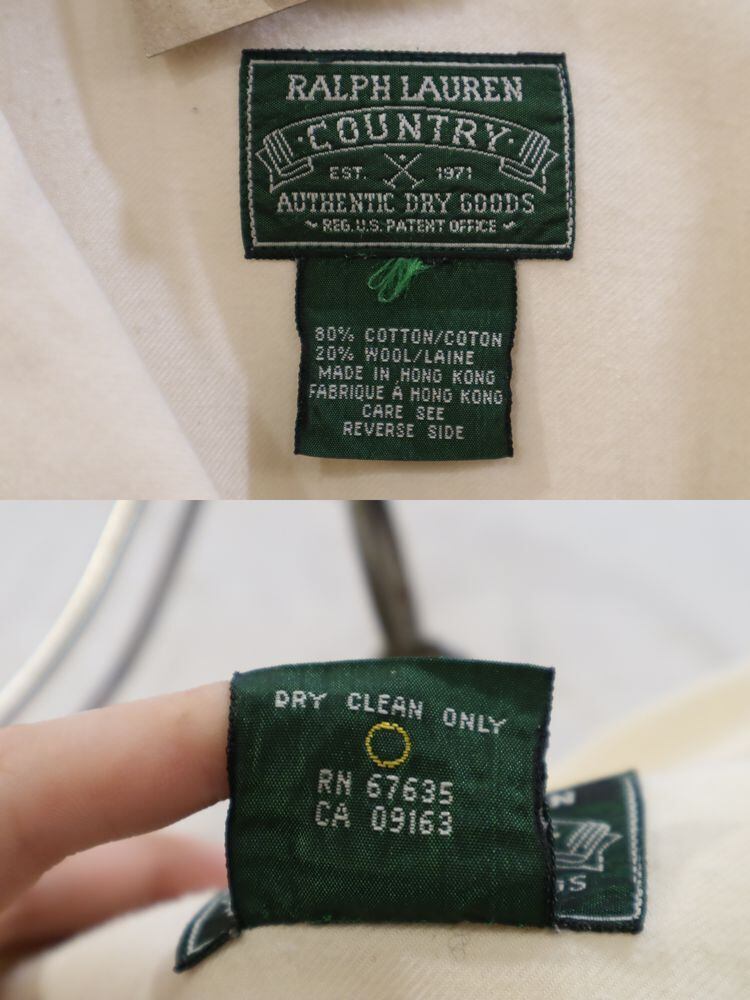 RALPH LAUREN
·COUNTRY·
EST. 1971
AUTHENTIC DRY GOODS
~ REG. U.S. PATENT OFFICE ~
80% COTTON/COTON
20% WOOL/LAINE
MADE IN HONG KONG
FABRIQUE A HONG KONG
CARE SEE
REVERSE SIDE
DRY CLEAN ONLY
RN 67635
CA 09163